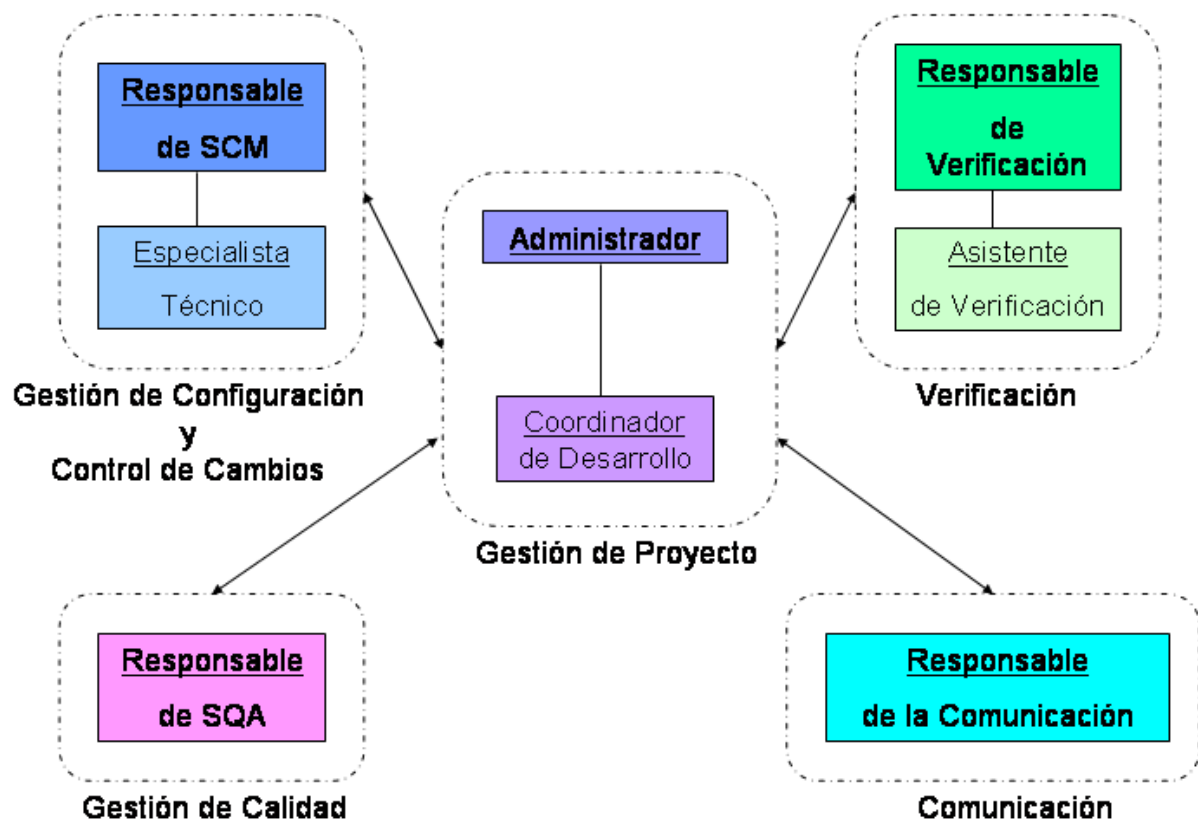 Responsable
de SCM
Especialista
Técnico
Gestión de Configuración
y
Control de Cambios
Responsable
de
Verificación
Asistente
de Verificación
Verificación
Administrador
Coordinador
de Desarrollo
Gestión de Proyecto
Responsable
de SQA
Gestión de Calidad
Responsable
de la Comunicación
Comunicación